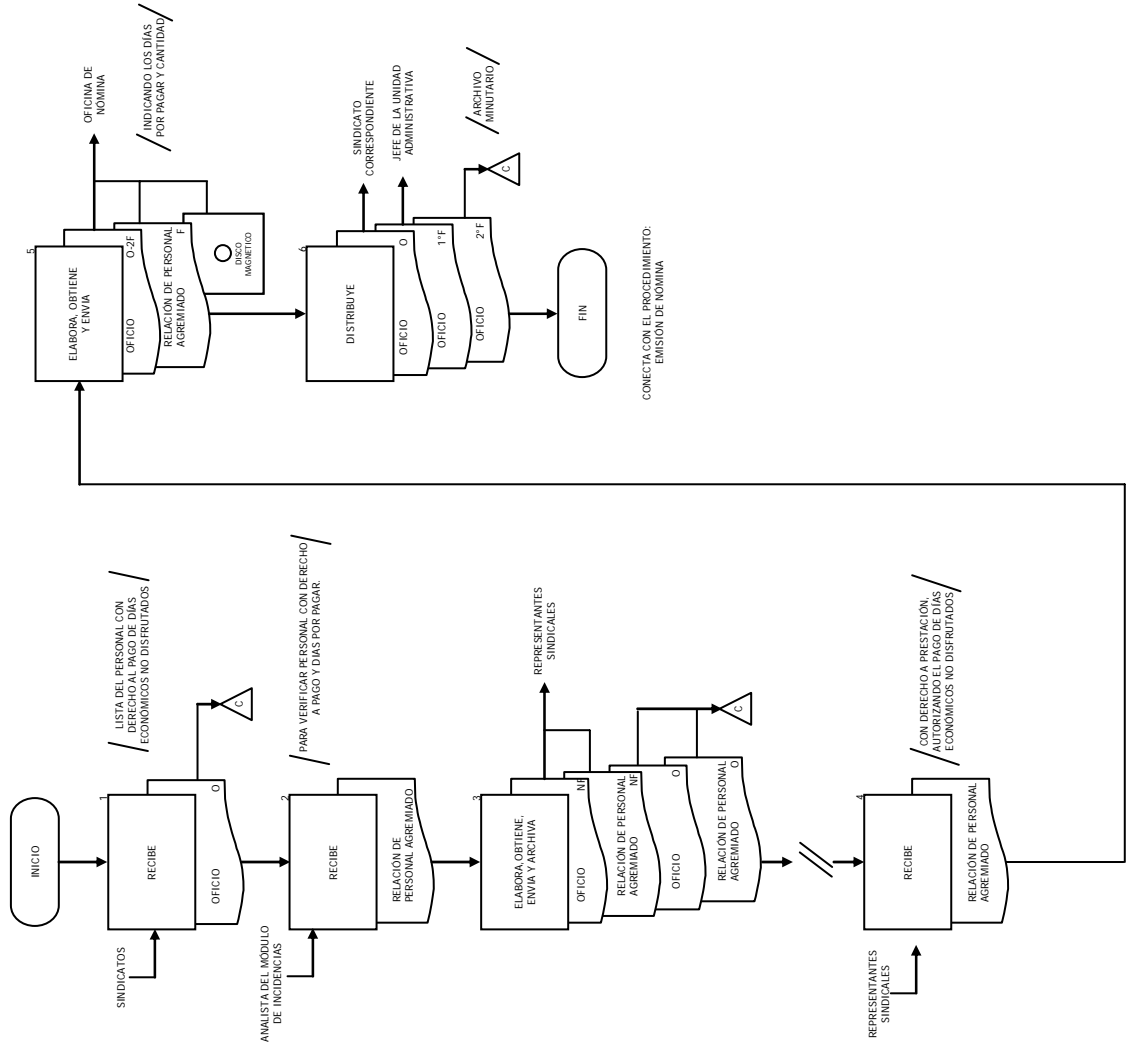 INICIO
SINDICATOS
1
RECIBE
OFICIO
O
C
LISTA DEL PERSONAL CON
DERECHO AL PAGO DE DÍAS
ECONÓMICOS NO DISFRUTADOS
ANALISTA DEL MÓDULO
DE INCIDENCIAS
2
RECIBE
RELACIÓN DE
PERSONAL AGREMIADO
PARA VERIFICAR PERSONAL CON DERECHO
A PAGO Y DIAS POR PAGAR.
3
ELABORA, OBTIENE,
ENVIA Y ARCHIVA
OFICIO
NF
RELACIÓN DE PERSONAL
AGREMIADO
NF
OFICIO
O
RELACIÓN DE PERSONAL
AGREMIADO
O
REPRESENTANTES
SINDICALES
C
REPRESENTANTES
SINDICALES
4
RECIBE
RELACIÓN DE PERSONAL
AGREMIADO
CON DERECHO A PRESTACIÓN,
AUTORIZANDO EL PAGO DE DÍAS
ECONÓMICOS NO DISFRUTADOS
5
ELABORA, OBTIENE
Y ENVIA
OFICIO
O-2F
RELACIÓN DE PERSONAL
AGREMIADO
F
DISCO
MAGNETICO
OFICINA DE
NÓMINA
INDICANDO LOS DÍAS
POR PAGAR Y CANTIDAD
6
DISTRIBUYE
OFICIO
O
OFICIO
1°F
OFICIO
2°F
SINDICATO
CORRESPONDIENTE
JEFE DE LA UNIDAD
ADMINISTRATIVA
C
ARCHIVO
MINUTARIO
FIN
CONECTA CON EL PROCEDIMIENTO:
EMISIÓN DE NÓMINA